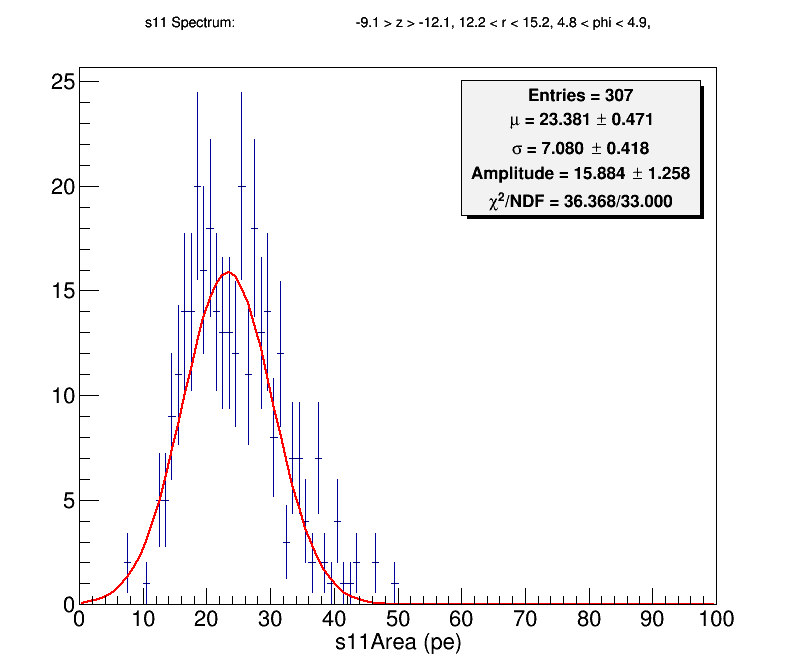 s11 Spectrum: -9.1 > z > -12.1, 12.2 < r < 15.2, 4.8 < phi < 4.9,
Entries = 307
μ = 23.381 ± 0.471
σ = 7.080 ± 0.418
Amplitude = 15.884 ± 1.258
χ²/NDF = 36.368/33.000
25
20
15
10
5
0
0 10 20 30 40 50 60 70 80 90 100
s11Area (pe)